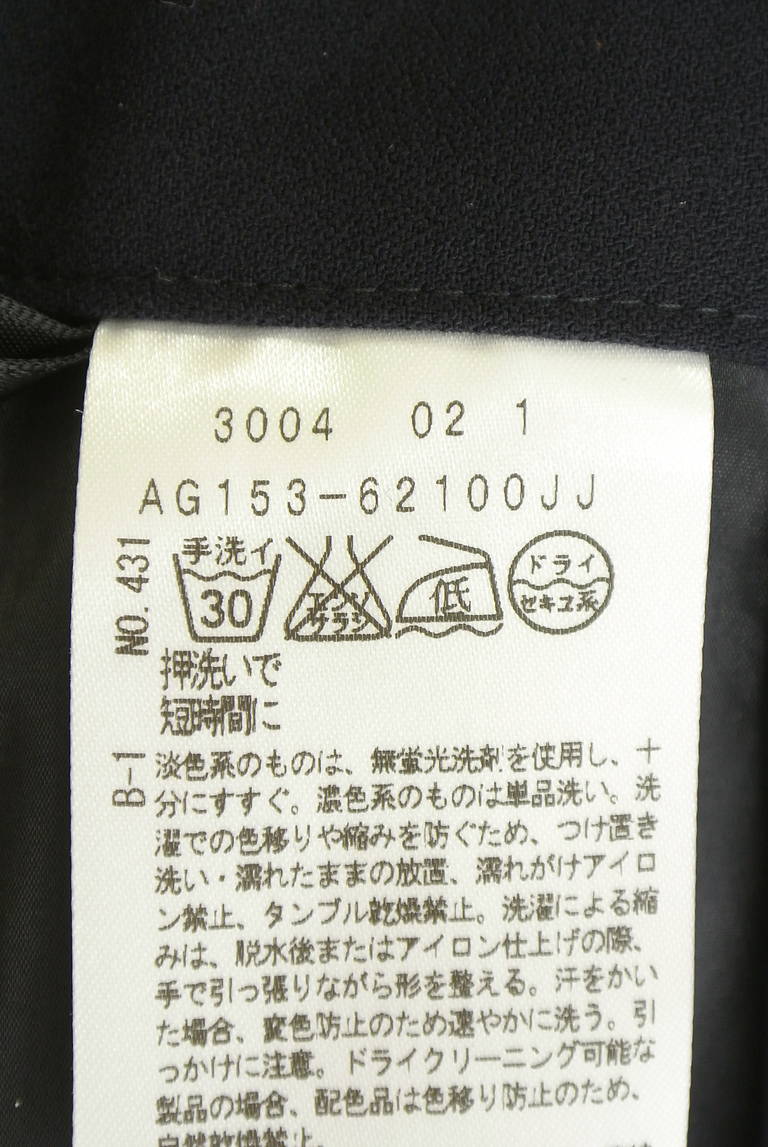 3004 02 1
AG153-62100JJ
NO.431
手洗イ
30
エンソ
サラシ
低
ドライ
セキユ系
押洗いで
短時間に
B-1
淡色系のものは、無蛍光洗剤を使用し、十
分にすすぐ。濃色系のものは単品洗い。洗
濯での色移りや縮みを防ぐため、つけ置き
洗い・濡れたままの放置、濡れがけアイロ
ン禁止、タンブル乾燥禁止。洗濯による縮
みは、脱水後またはアイロン仕上げの際、
手で引っ張りながら形を整える。汗をかい
た場合、変色防止のため速やかに洗う。引
っかけに注意。ドライクリーニング可能な
製品の場合、配色品は色移り防止のため、
自然乾燥禁止。